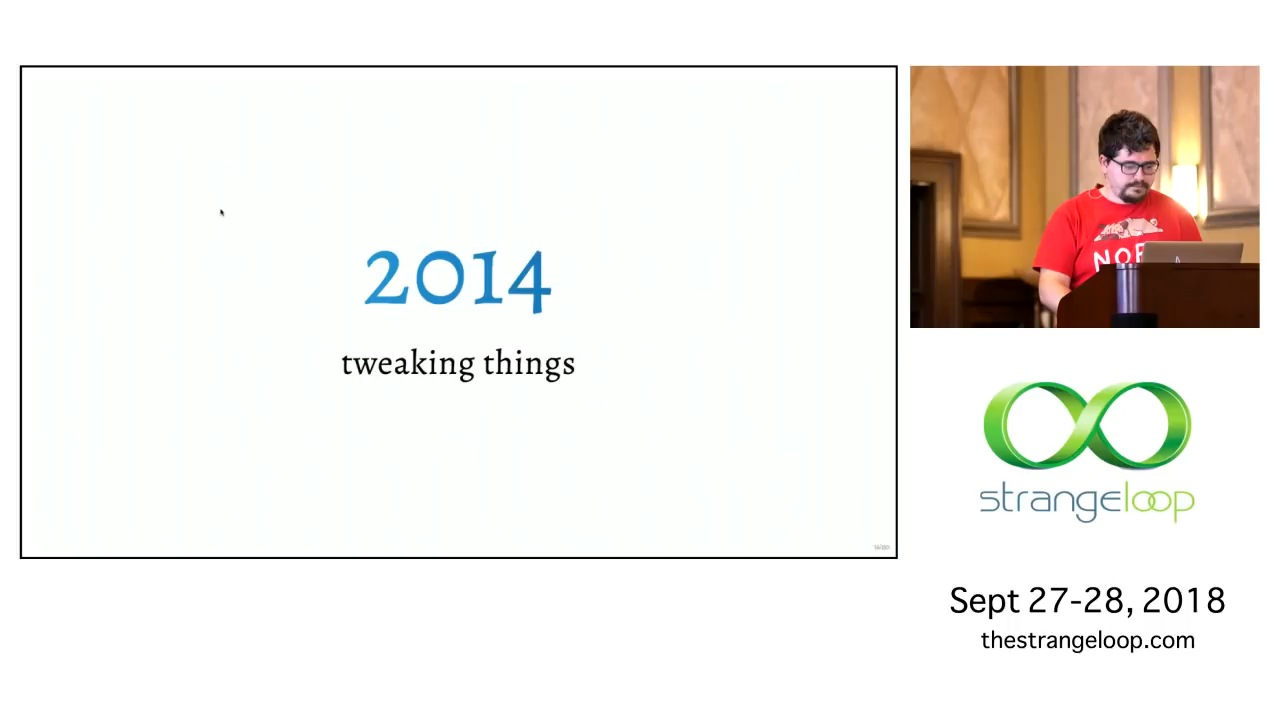 2014
tweaking things
strangeloop
Sept 27-28, 2018
thestrangeloop.com